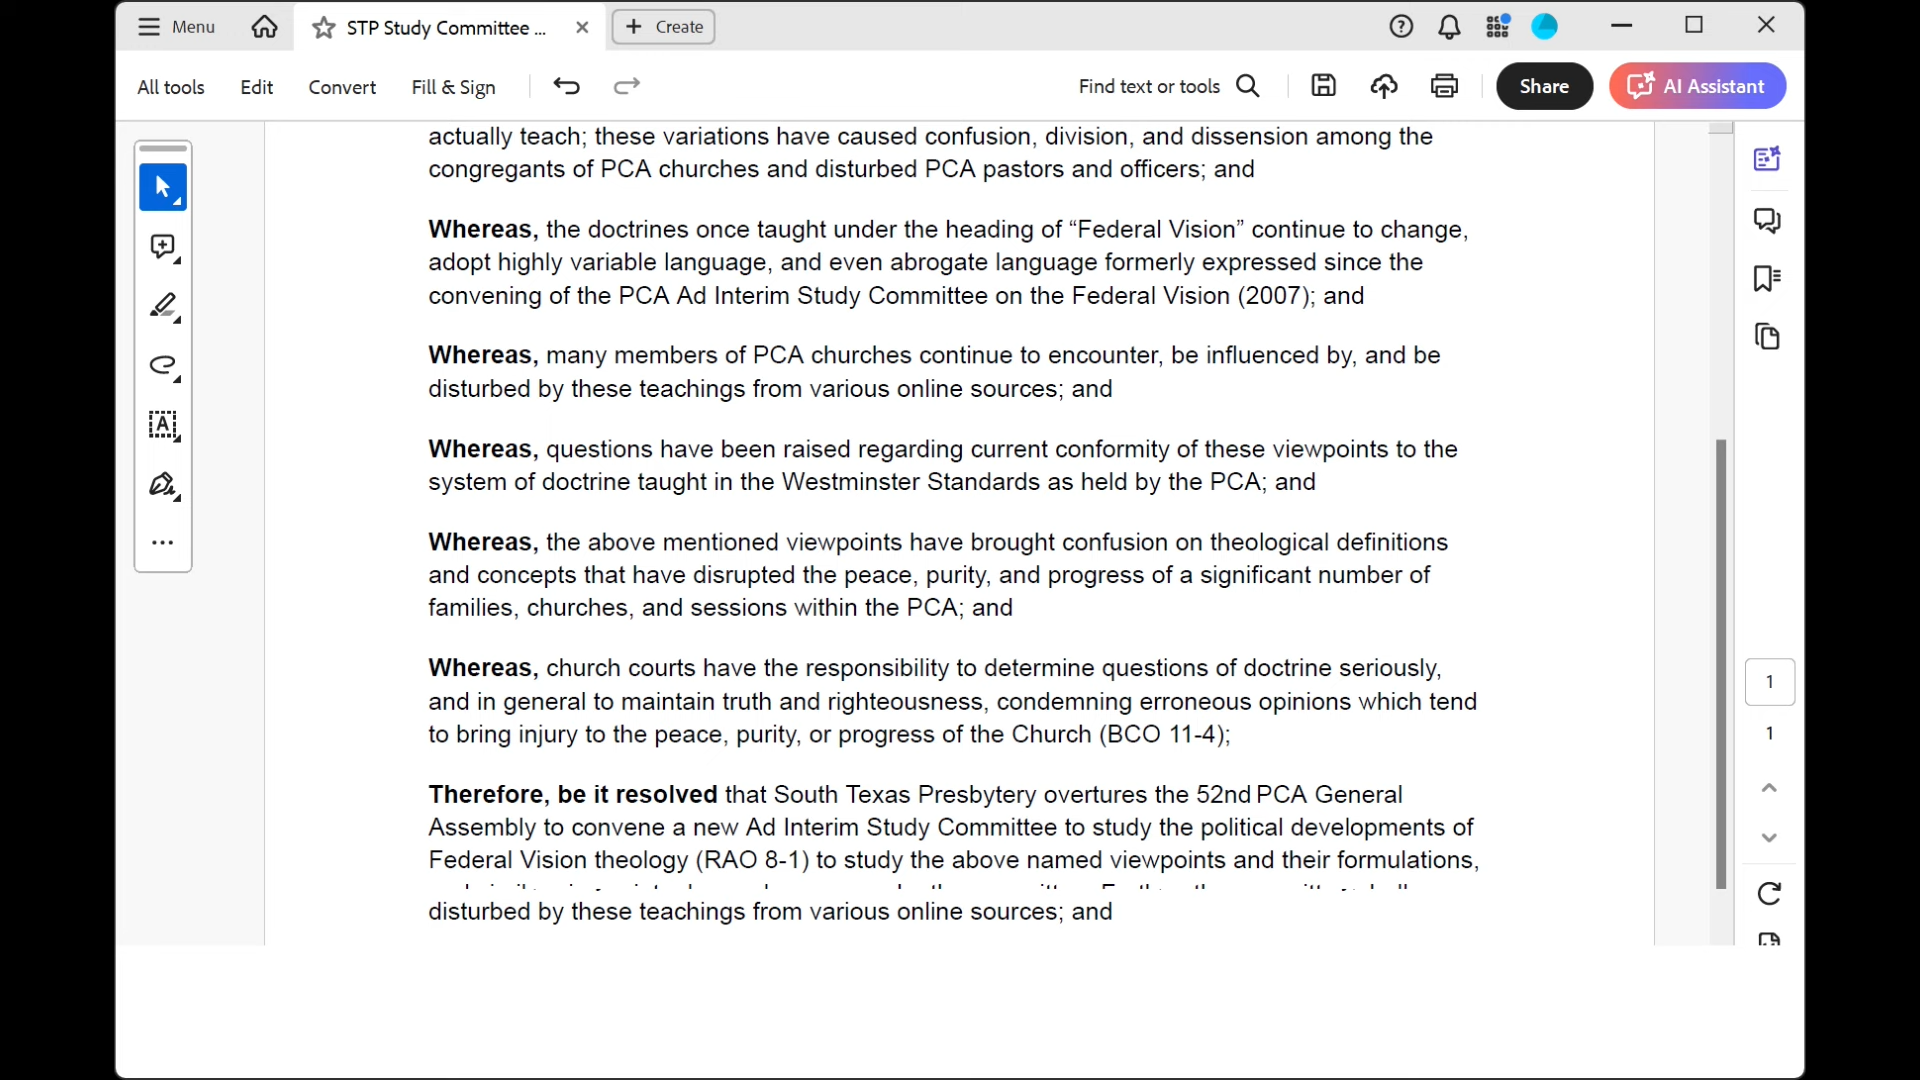 Menu
STP Study Committee ...
Create
All tools
Edit
Convert
Fill & Sign
Find text or tools
Share
AI Assistant
actually teach; these variations have caused confusion, division, and dissension among the
congregants of PCA churches and disturbed PCA pastors and officers; and
Whereas, the doctrines once taught under the heading of “Federal Vision” continue to change,
adopt highly variable language, and even abrogate language formerly expressed since the
convening of the PCA Ad Interim Study Committee on the Federal Vision (2007); and
Whereas, many members of PCA churches continue to encounter, be influenced by, and be
disturbed by these teachings from various online sources; and
Whereas, questions have been raised regarding current conformity of these viewpoints to the
system of doctrine taught in the Westminster Standards as held by the PCA; and
Whereas, the above mentioned viewpoints have brought confusion on theological definitions
and concepts that have disrupted the peace, purity, and progress of a significant number of
families, churches, and sessions within the PCA; and
Whereas, church courts have the responsibility to determine questions of doctrine seriously,
and in general to maintain truth and righteousness, condemning erroneous opinions which tend
to bring injury to the peace, purity, or progress of the Church (BCO 11-4);
Therefore, be it resolved that South Texas Presbytery overtures the 52nd PCA General
Assembly to convene a new Ad Interim Study Committee to study the political developments of
Federal Vision theology (RAO 8-1) to study the above named viewpoints and their formulations,
disturbed by these teachings from various online sources; and
1
1